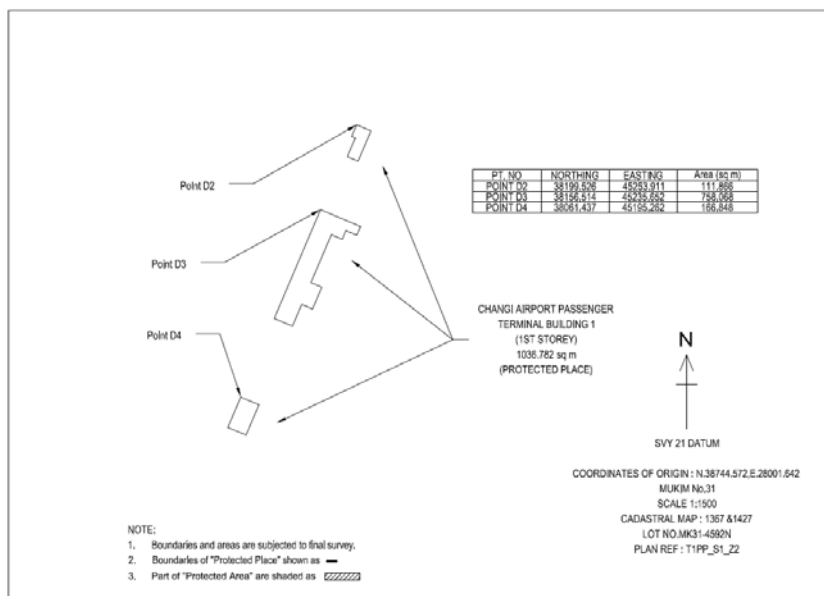 Point D2
Point D3
Point D4
PT. NO NORTHING EASTING Area (sq m)
POINT D2 38199.526 45253.911 111.866
POINT D3 38156.514 45235.652 758.068
POINT D4 38061.437 45195.262 166.848
CHANGI AIRPORT PASSENGER
TERMINAL BUILDING 1
(1ST STOREY)
1036.782 sq m
(PROTECTED PLACE)
N
SVY 21 DATUM
COORDINATES OF ORIGIN : N.38744.572,E.28001.642
MUKIM No.31
SCALE 1:1500
CADASTRAL MAP : 1367 &1427
LOT NO.MK31-4592N
PLAN REF : T1PP_S1_Z2
NOTE:
1. Boundaries and areas are subjected to final survey.
2. Boundaries of "Protected Place" shown as
3. Part of "Protected Area" are shaded as